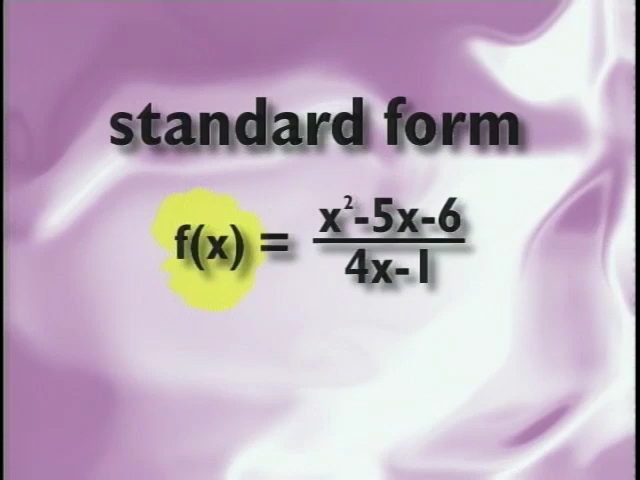 standard form
f(x) = x²-5x-6
4x-1